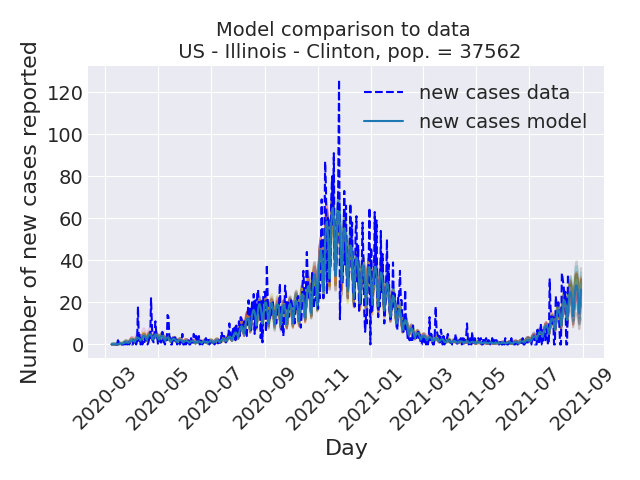 Model comparison to data
US - Illinois - Clinton, pop. = 37562
Number of new cases reported
120
100
80
60
40
20
0
new cases data
new cases model
2020-03
2020-05
2020-07
2020-09
2020-11
2021-01
2021-03
2021-05
2021-07
2021-09
Day